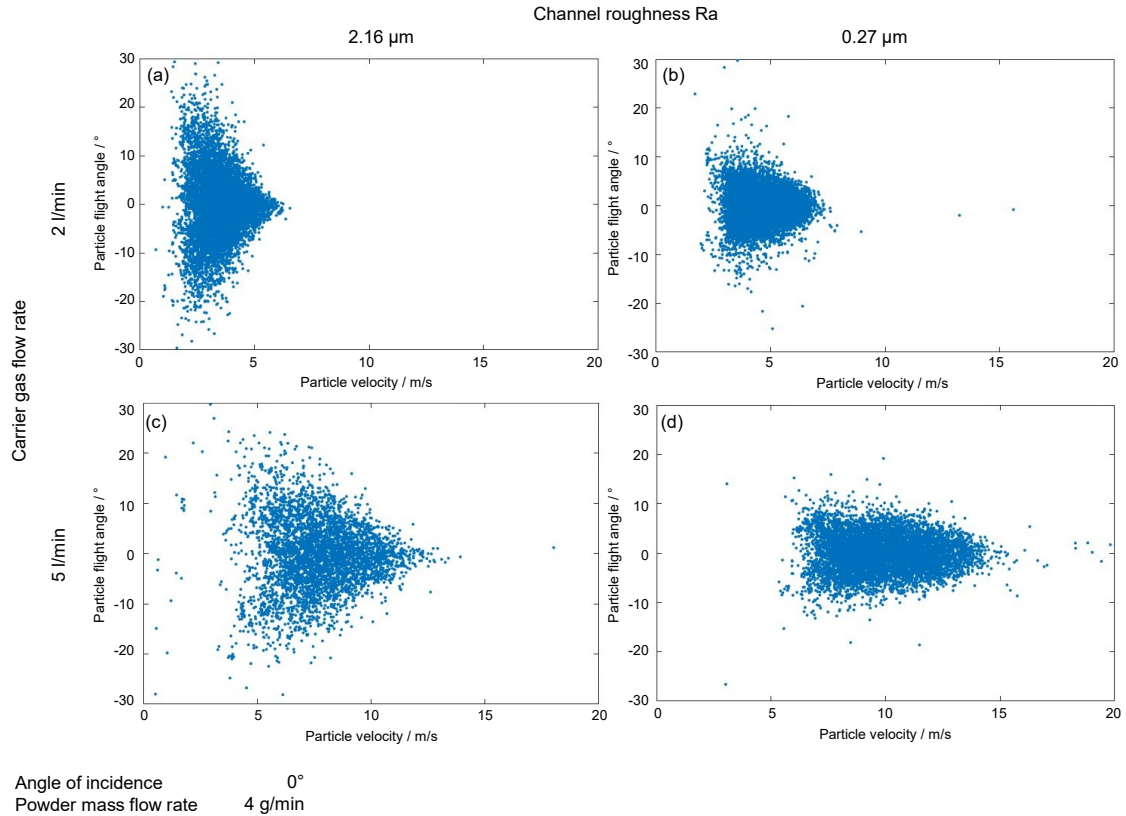 Channel roughness Ra
2.16 µm
0.27 µm
Carrier gas flow rate
2 l/min
(a)
30
20
10
0
-10
-20
-30
Particle flight angle / °
0 5 10 15 20
Particle velocity / m/s
(b)
30
20
10
0
-10
-20
-30
Particle flight angle / °
0 5 10 15 20
Particle velocity / m/s
5 l/min
(c)
30
20
10
0
-10
-20
-30
Particle flight angle / °
0 5 10 15 20
Particle velocity / m/s
(d)
30
20
10
0
-10
-20
-30
Particle flight angle / °
0 5 10 15 20
Particle velocity / m/s
Angle of incidence 0°
Powder mass flow rate 4 g/min